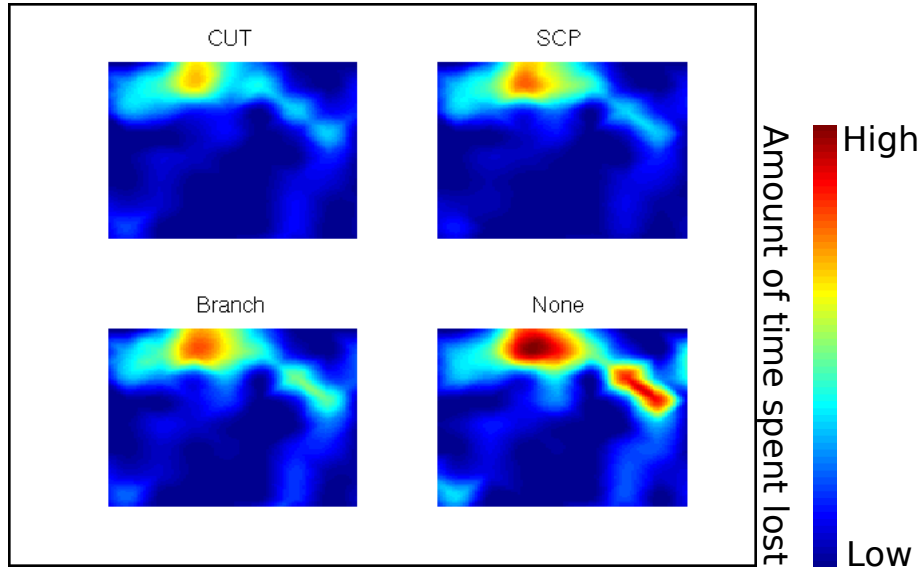 CUT
SCP
Branch
None
Amount of time spent lost
High
Low